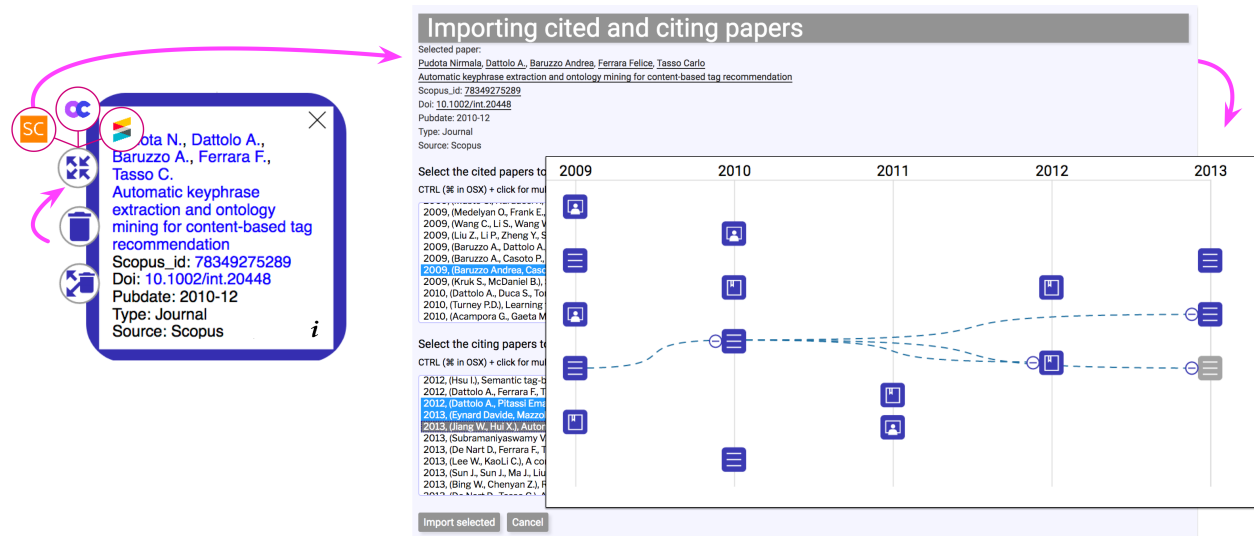 Importing cited and citing papers
Selected paper:
Pudota Nirmala, Dattolo A., Baruzzo Andrea, Ferrara Felice, Tasso Carlo
Automatic keyphrase extraction and ontology mining for content-based tag recommendation
Scopus_id: 78349275289
Doi: 10.1002/int.20448
Pubdate: 2010-12
Type: Journal
Source: Scopus
SC
N., Dattolo A.,
Baruzzo A., Ferrara F.,
Tasso C.
Automatic keyphrase
extraction and ontology
mining for content-based tag
recommendation
Scopus_id: 78349275289
Doi: 10.1002/int.20448
Pubdate: 2010-12
Type: Journal
Source: Scopus
i
Select the cited papers to
CTRL (⌘ in OSX) + click for mul
2009, (Medelyan O., Frank E.,
2009, (Wang C., Li S., Wang
2009, (Liu Z., Li P., Zheng Y., S
2009, (Baruzzo A., Dattolo A.
2009, (Baruzzo A., Casoto P.,
2009, (Baruzzo Andrea, Caso
2009, (Kruk S., McDaniel B.),
2010, (Dattolo A., Duca S., To
2010, (Turney P.D.), Learning
2010, (Acampora G., Gaeta M
Select the citing papers t
CTRL (⌘ in OSX) + click for mul
2012, (Hsu I.), Semantic tag-b
2012, (Dattolo A., Ferrara F., T
2012, (Dattolo A., Pitassi Ema
2013, (Eynard Davide, Mazzo
2013, (Jiang W., Hui X.), Autor
2013, (Subramaniyaswamy V
2013, (De Nart D., Ferrara F., T
2013, (Lee W., KaoLi C.), A co
2013, (Sun J., Sun J., Ma J., Liu
2013, (Bing W., Chenyan Z.), F
Import selected
Cancel
2009 2010 2011 2012 2013